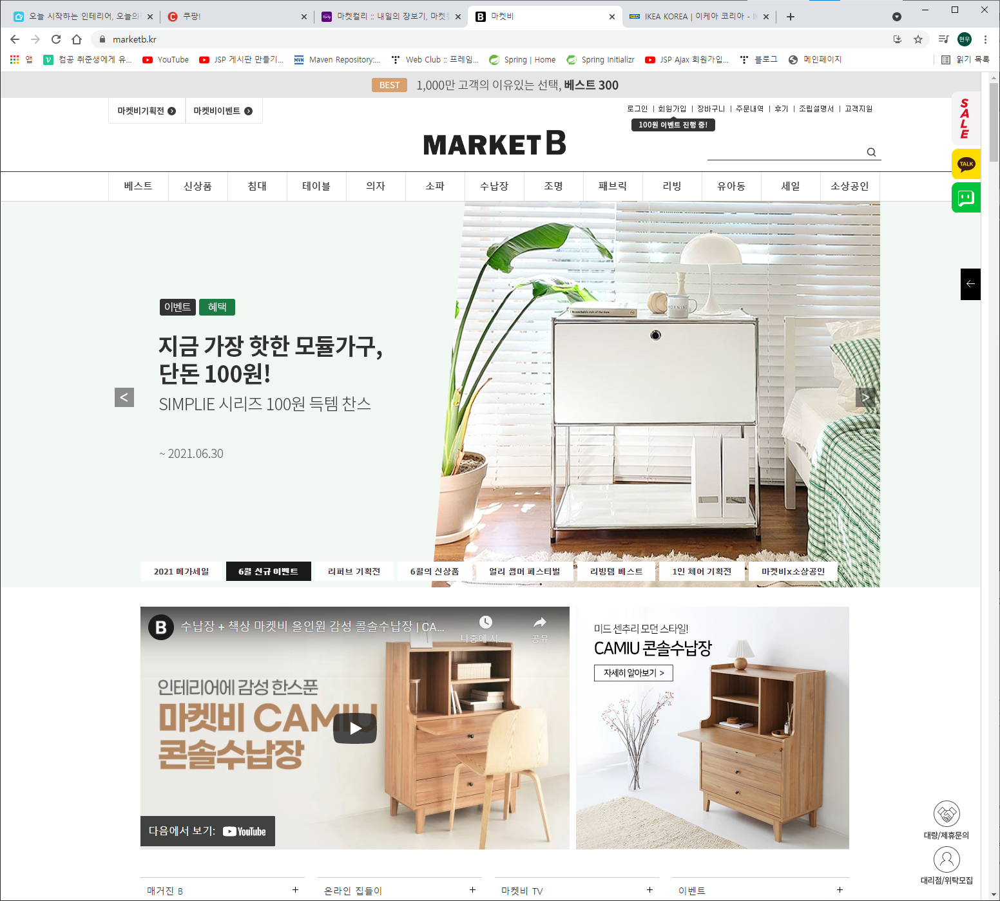 오늘 시작하는 인테리어, 오늘의
쿠팡!
마켓컬리 :: 내일의 장보기, 마켓
마켓비
IKEA KOREA | 이케아 코리아 - I
marketb.kr
현우
앱
컴공 취준생에게 유...
YouTube
JSP 게시판 만들기...
Maven Repository:...
Web Club :: 프레임...
Spring | Home
Spring Initializr
JSP Ajax 회원가입...
블로그
메인페이지
읽기 목록
BEST 1,000만 고객의 이유있는 선택, 베스트 300
마켓비기획전
마켓비이벤트
로그인 | 회원가입 | 장바구니 | 주문내역 | 후기 | 조립설명서 | 고객지원
100원 이벤트 진행 중!
MARKET B
SALE
TALK
베스트 신상품 침대 테이블 의자 소파 수납장 조명 패브릭 리빙 유아동 세일 소상공인
이벤트 혜택
지금 가장 핫한 모듈가구,
단돈 100원!
SIMPLIE 시리즈 100원 득템 찬스
~ 2021.06.30
< >
2021 메가세일
6월 신규 이벤트
리퍼브 기획전
6월의 신상품
얼리 썸머 페스티벌
리빙템 베스트
1인 체어 기획전
마켓비x소상공인
B 수납장 + 책상 마켓비 올인원 감성 콜솔수납장 | CA...
나중에 시...
공유
인테리어에 감성 한스푼
마켓비 CAMIU
콘솔수납장
다음에서 보기: YouTube
미드 센추리 모던 스타일!
CAMIU 콘솔수납장
자세히 알아보기 >
대량/제휴문의
대리점/위탁모집
매거진 B +
온라인 집들이 +
마켓비 TV +
이벤트 +